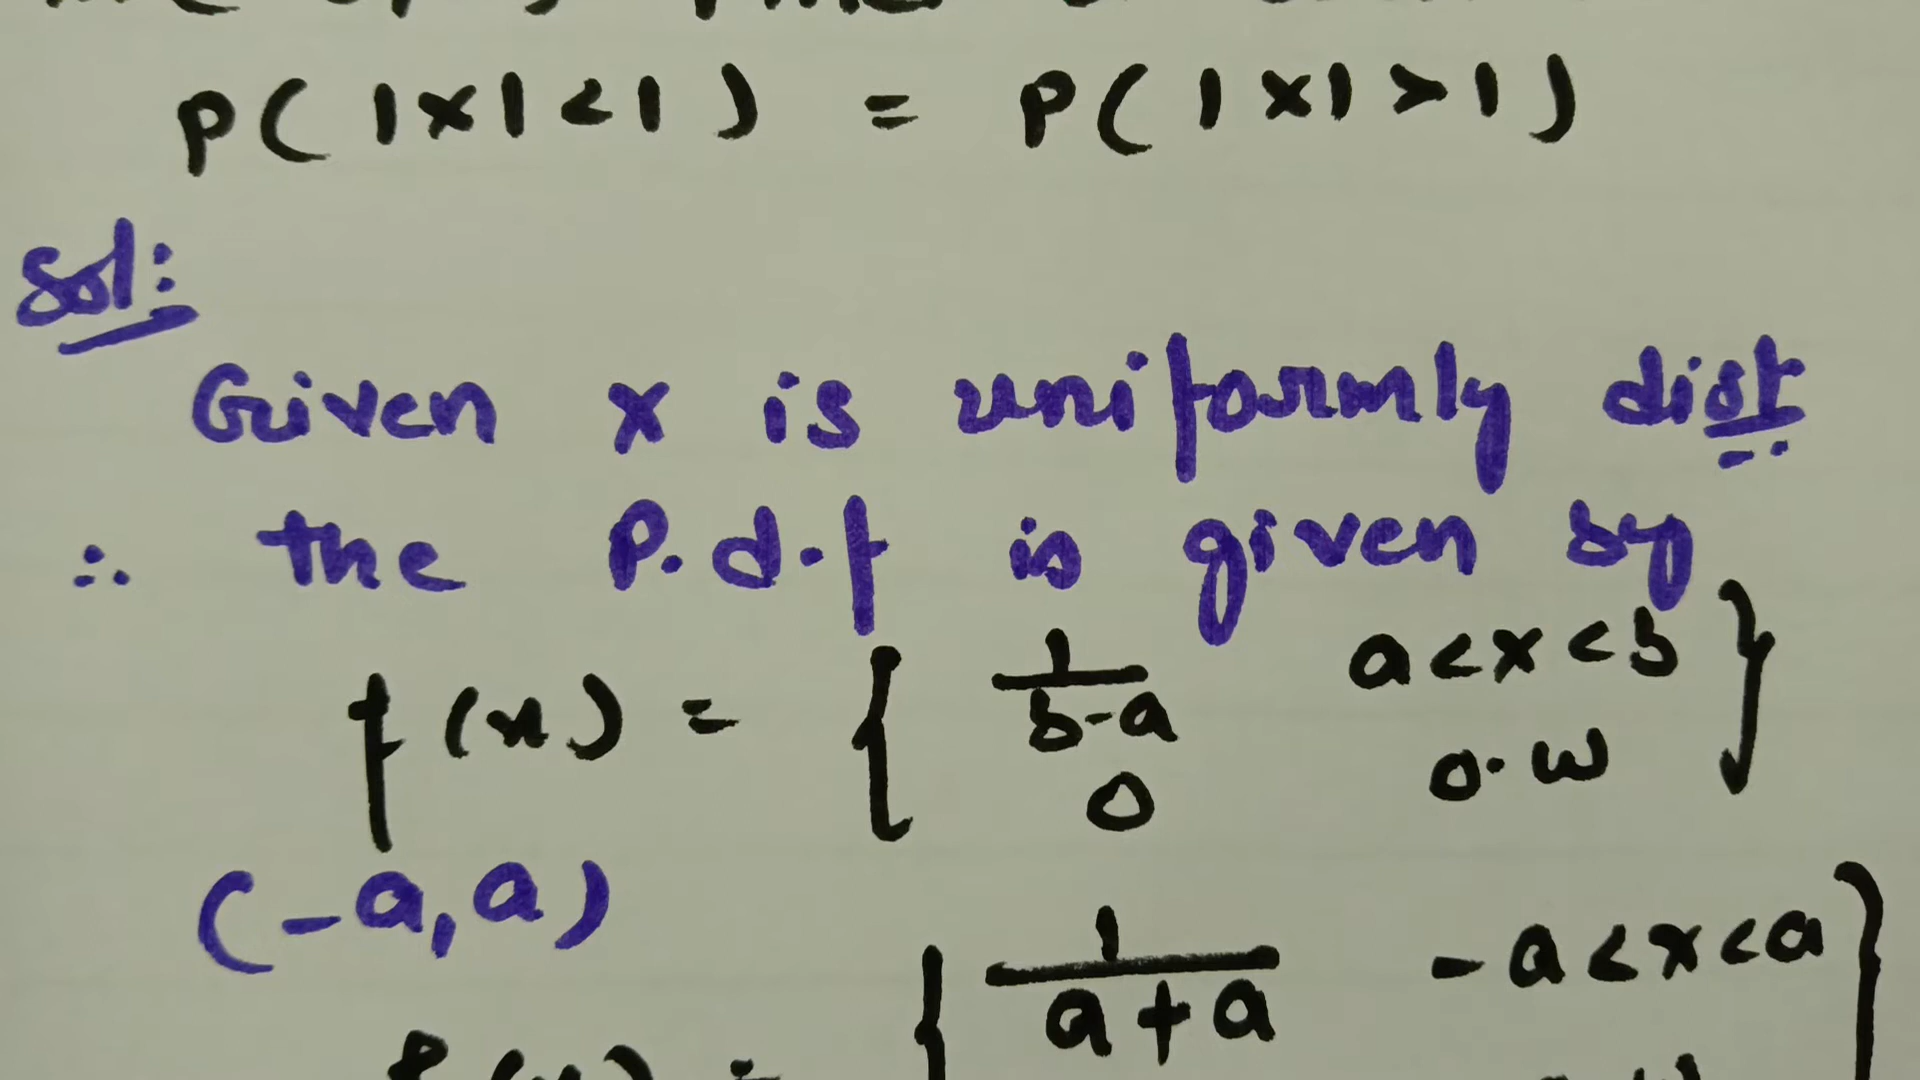 P(|x|<1) = P(|x|>1)
Sol:
Given x is uniformly dist
∴ the P.d.f is given by
f(x) = { 1/b-a a<x<b }
0 o.w
(-a, a)
{ 1/a+a -a<x<a }
f(x) =